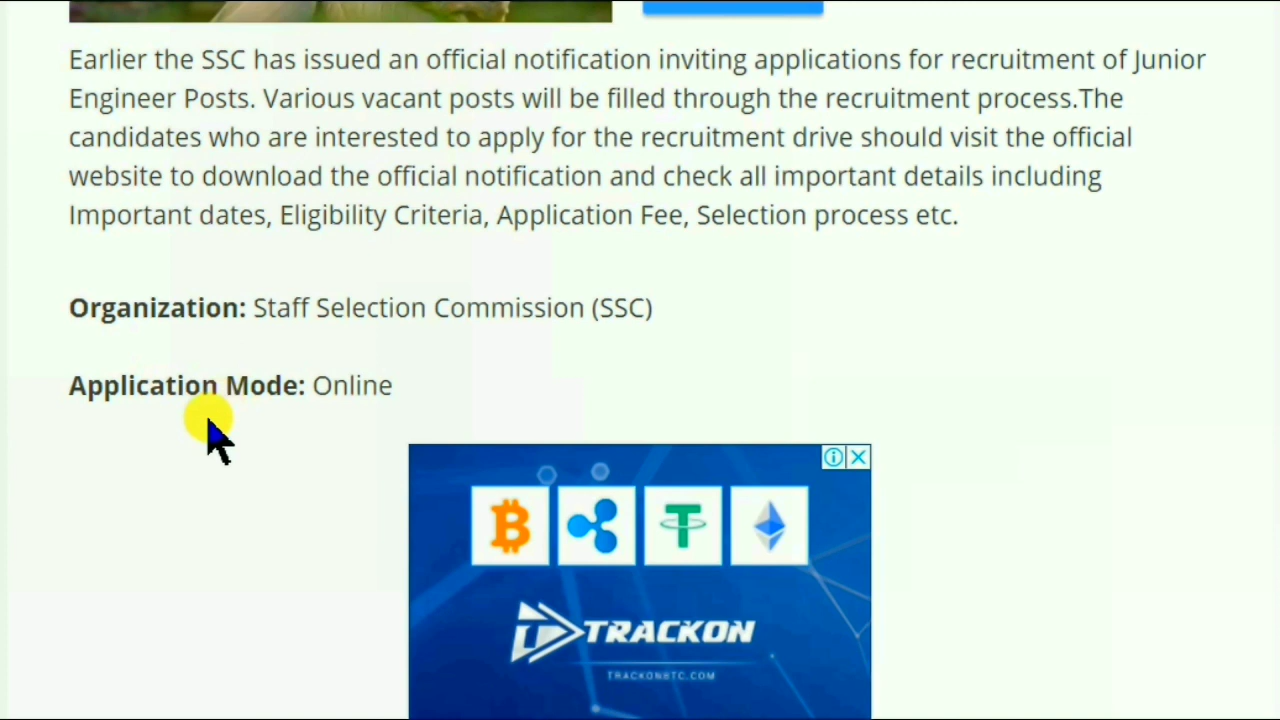 Earlier the SSC has issued an official notification inviting applications for recruitment of Junior
Engineer Posts. Various vacant posts will be filled through the recruitment process.The
candidates who are interested to apply for the recruitment drive should visit the official
website to download the official notification and check all important details including
Important dates, Eligibility Criteria, Application Fee, Selection process etc.
Organization: Staff Selection Commission (SSC)
Application Mode: Online
TRACKON
TRACKONBTC.COM